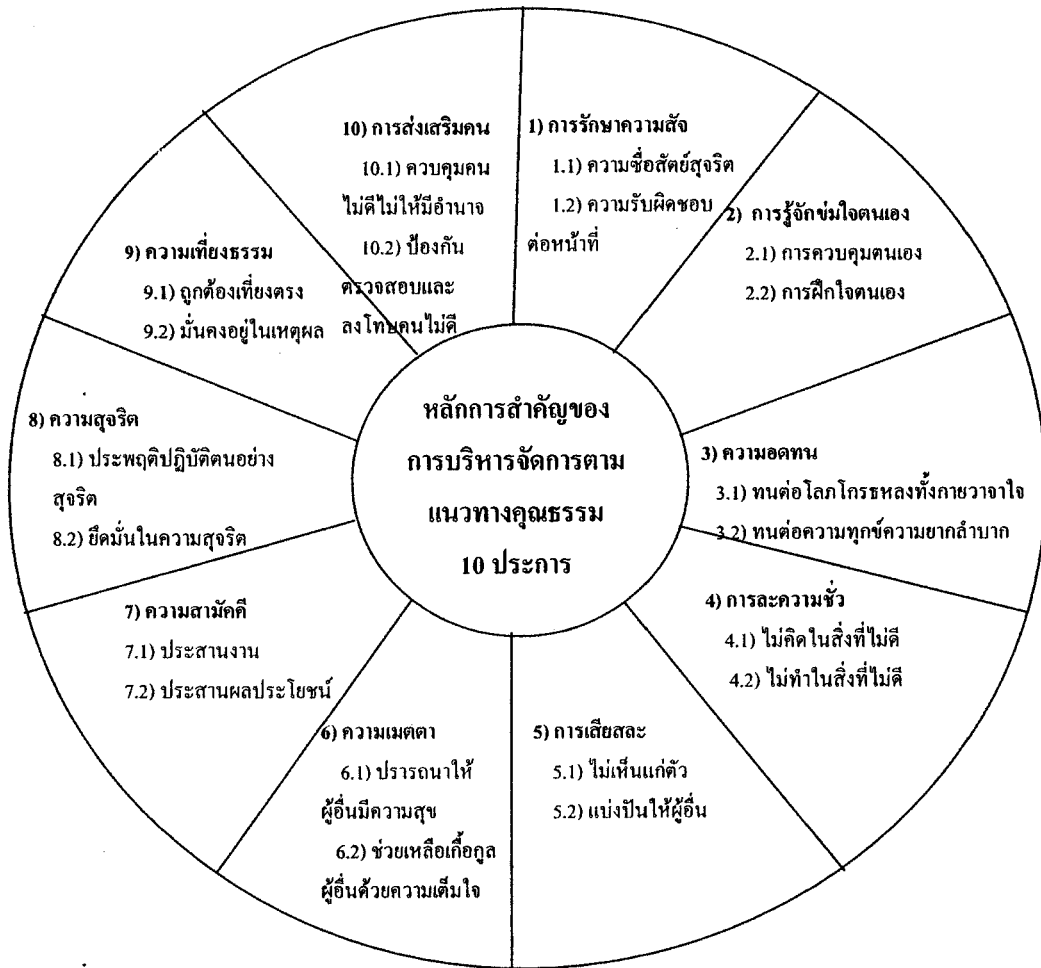 หลักการสำคัญของ
การบริหารจัดการตาม
แนวทางคุณธรรม
10 ประการ
1) การรักษาความสัจ
1.1) ความซื่อสัตย์สุจริต
1.2) ความรับผิดชอบ
ต่อหน้าที่
2) การรู้จักข่มใจตนเอง
2.1) การควบคุมตนเอง
2.2) การฝึกใจตนเอง
3) ความอดทน
3.1) ทนต่อโลภโกรธหลงทั้งกายวาจาใจ
3.2) ทนต่อความทุกข์ความยากลำบาก
4) การละความชั่ว
4.1) ไม่คิดในสิ่งที่ไม่ดี
4.2) ไม่ทำในสิ่งที่ไม่ดี
5) การเสียสละ
5.1) ไม่เห็นแก่ตัว
5.2) แบ่งปันให้ผู้อื่น
6) ความเมตตา
6.1) ปรารถนาให้
ผู้อื่นมีความสุข
6.2) ช่วยเหลือเกื้อกูล
ผู้อื่นด้วยความเต็มใจ
7) ความสามัคคี
7.1) ประสานงาน
7.2) ประสานผลประโยชน์
8) ความสุจริต
8.1) ประพฤติปฏิบัติตนอย่าง
สุจริต
8.2) ยึดมั่นในความสุจริต
9) ความเที่ยงธรรม
9.1) ถูกต้องเที่ยงตรง
9.2) มั่นคงอยู่ในเหตุผล
10) การส่งเสริมคน
10.1) ควบคุมคน
ไม่ดีไม่ให้มีอำนาจ
10.2) ป้องกัน
ตรวจสอบและ
ลงโทษคนไม่ดี